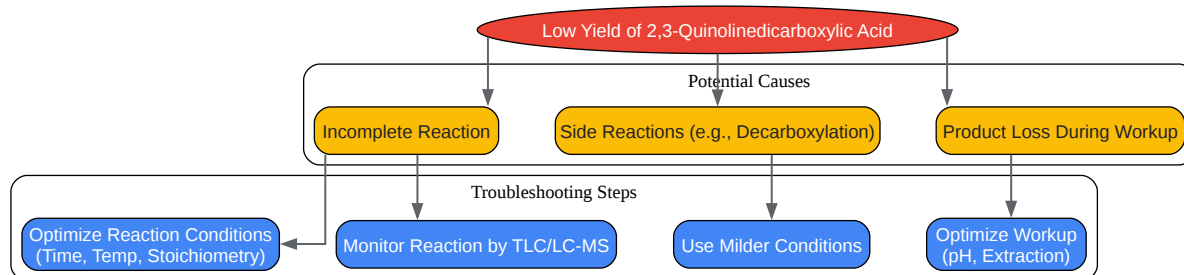 Low Yield of 2,3-Quinolinedicarboxylic Acid
Potential Causes
Incomplete Reaction
Side Reactions (e.g., Decarboxylation)
Product Loss During Workup
Troubleshooting Steps
Optimize Reaction Conditions
(Time, Temp, Stoichiometry)
Monitor Reaction by TLC/LC-MS
Use Milder Conditions
Optimize Workup
(pH, Extraction)